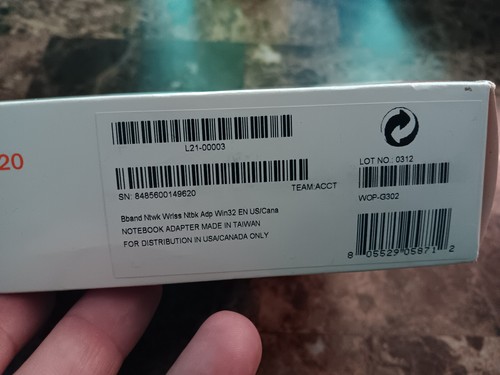 20
L21-00003
SN: 8485600149620
TEAM:ACCT
Bband Ntwk Wrlss Ntbk Adp Win32 EN US/Cana
NOTEBOOK ADAPTER MADE IN TAIWAN
FOR DISTRIBUTION IN USA/CANADA ONLY
LOT NO : 0312
WOP-G302
8 05529 05871 2